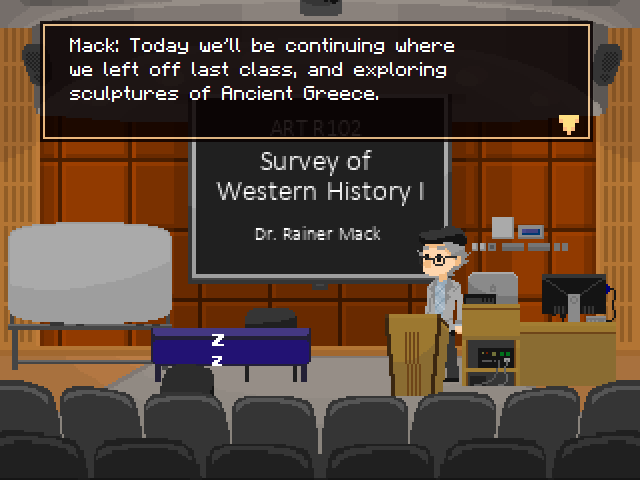 Mack: Today we'll be continuing where
we left off last class, and exploring
sculptures of Ancient Greece.
ART R102
Survey of
Western History I
Dr. Rainer Mack
z
z